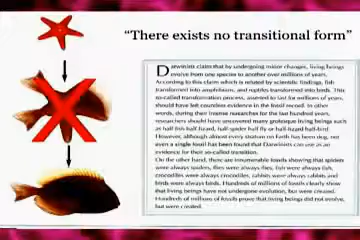 "There exists no transitional form"
Darwinists claim that by undergoing minor changes, living beings
evolve from one species to another over millions of years.
According to this claim which is refuted by scientific findings, fish
transformed into amphibians, and reptiles transformed into birds. This
so-called transformation process, asserted to last for millions of years,
should have left countless evidence in the fossil record. In other
words, during their intense researches for the last hundred years,
researchers should have uncovered many grotesque living beings such
as half fish-half lizard, half spider-half fly or half lizard-half bird.
However, although almost every stratum on Earth has been dug, not
even a single fossil has been found that Darwinists can use as an
evidence for their so-called transition.
On the other hand, there are innumerable fossils showing that spiders
were always spiders, flies were always flies, fish were always fish,
crocodiles were always crocodiles, rabbits were always rabbits and
birds were always birds. Hundreds of millions of fossils clearly show
that living beings have not undergone evolution, but were created.
Hundreds of millions of fossils prove that living beings did not evolve,
but were created.